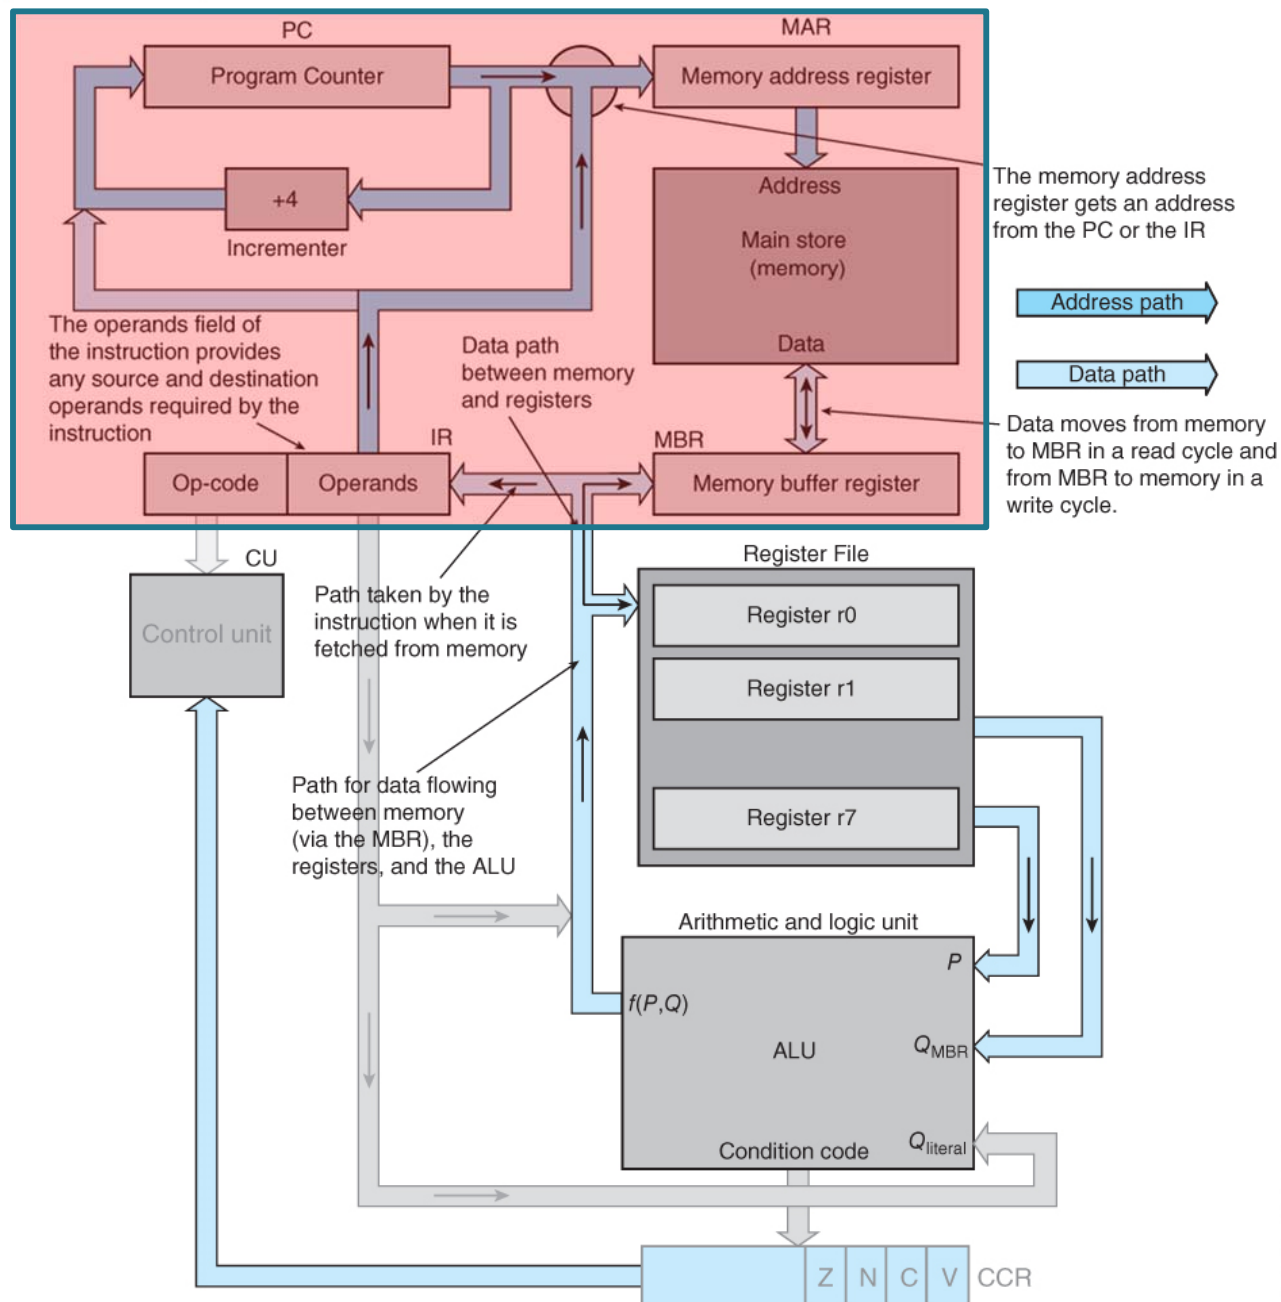 PC
MAR
Program Counter
Memory address register
+4
Incrementer
Address
Main store
(memory)
Data
The memory address
register gets an address
from the PC or the IR
Address path
Data path
The operands field of
the instruction provides
any source and destination
operands required by the
instruction
Data path
between memory
and registers
Data moves from memory
to MBR in a read cycle and
from MBR to memory in a
write cycle.
IR
MBR
Op-code
Operands
Memory buffer register
CU
Control unit
Path taken by the
instruction when it is
fetched from memory
Register File
Register r0
Register r1
Register r7
Path for data flowing
between memory
(via the MBR), the
registers, and the ALU
Arithmetic and logic unit
P
f(P,Q)
ALU
QMBR
Qliteral
Condition code
Z N C V CCR